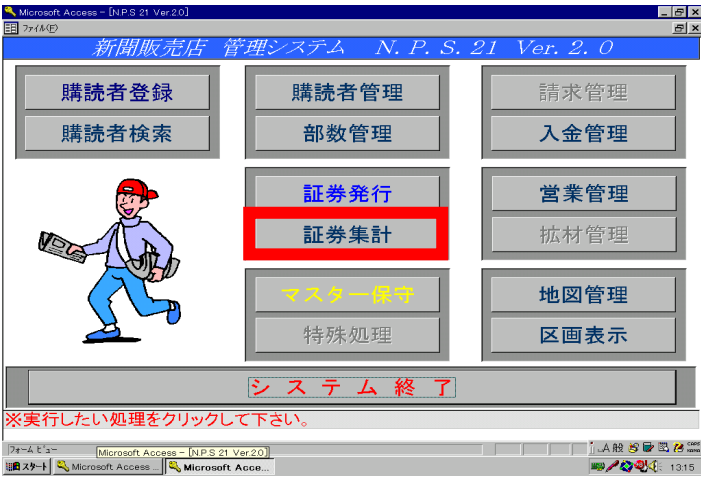 Microsoft Access - [N.P.S 21 Ver.2.0]
ファイル(F)
新聞販売店 管理システム N.P.S.21 Ver.2.0
購読者登録 購読者管理 請求管理
購読者検索 部数管理 入金管理
証券発行 営業管理
証券集計 拡材管理
マスター保守 地図管理
特殊処理 区画表示
システム終了
※実行したい処理をクリックして下さい。
フォーム ビュー
Microsoft Access - [N.P.S 21 Ver.2.0]
A 般 CAPS KANA
スタート Microsoft Access ... Microsoft Acce... 13:15